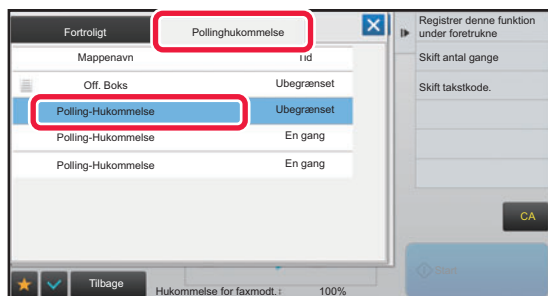 Fortroligt
Pollinghukommelse
Mappenavn
Tid
Off. Boks
Ubegrænset
Polling-Hukommelse
Ubegrænset
Polling-Hukommelse
En gang
Polling-Hukommelse
En gang
Registrer denne funktion
under foretrukne
Skift antal gange
Skift takstkode.
CA
Start
Tilbage
Hukommelse for faxmodt. : 100%